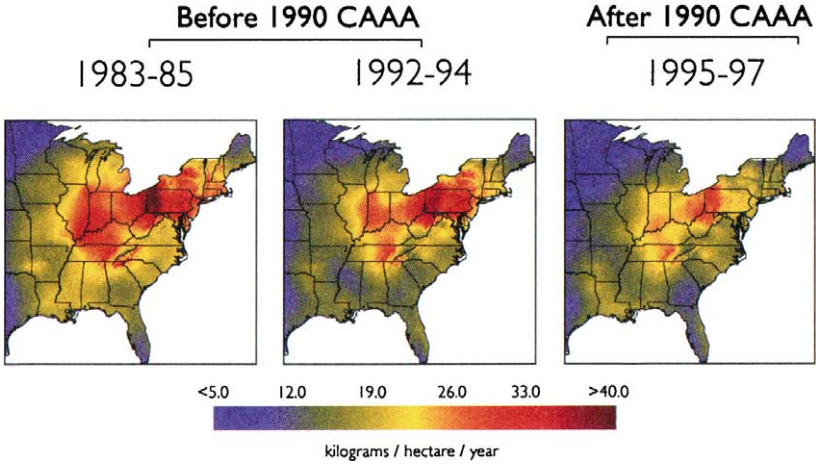 Before 1990 CAAA After 1990 CAAA
1983-85 1992-94 1995-97
<5.0 12.0 19.0 26.0 33.0 >40.0
kilograms / hectare / year